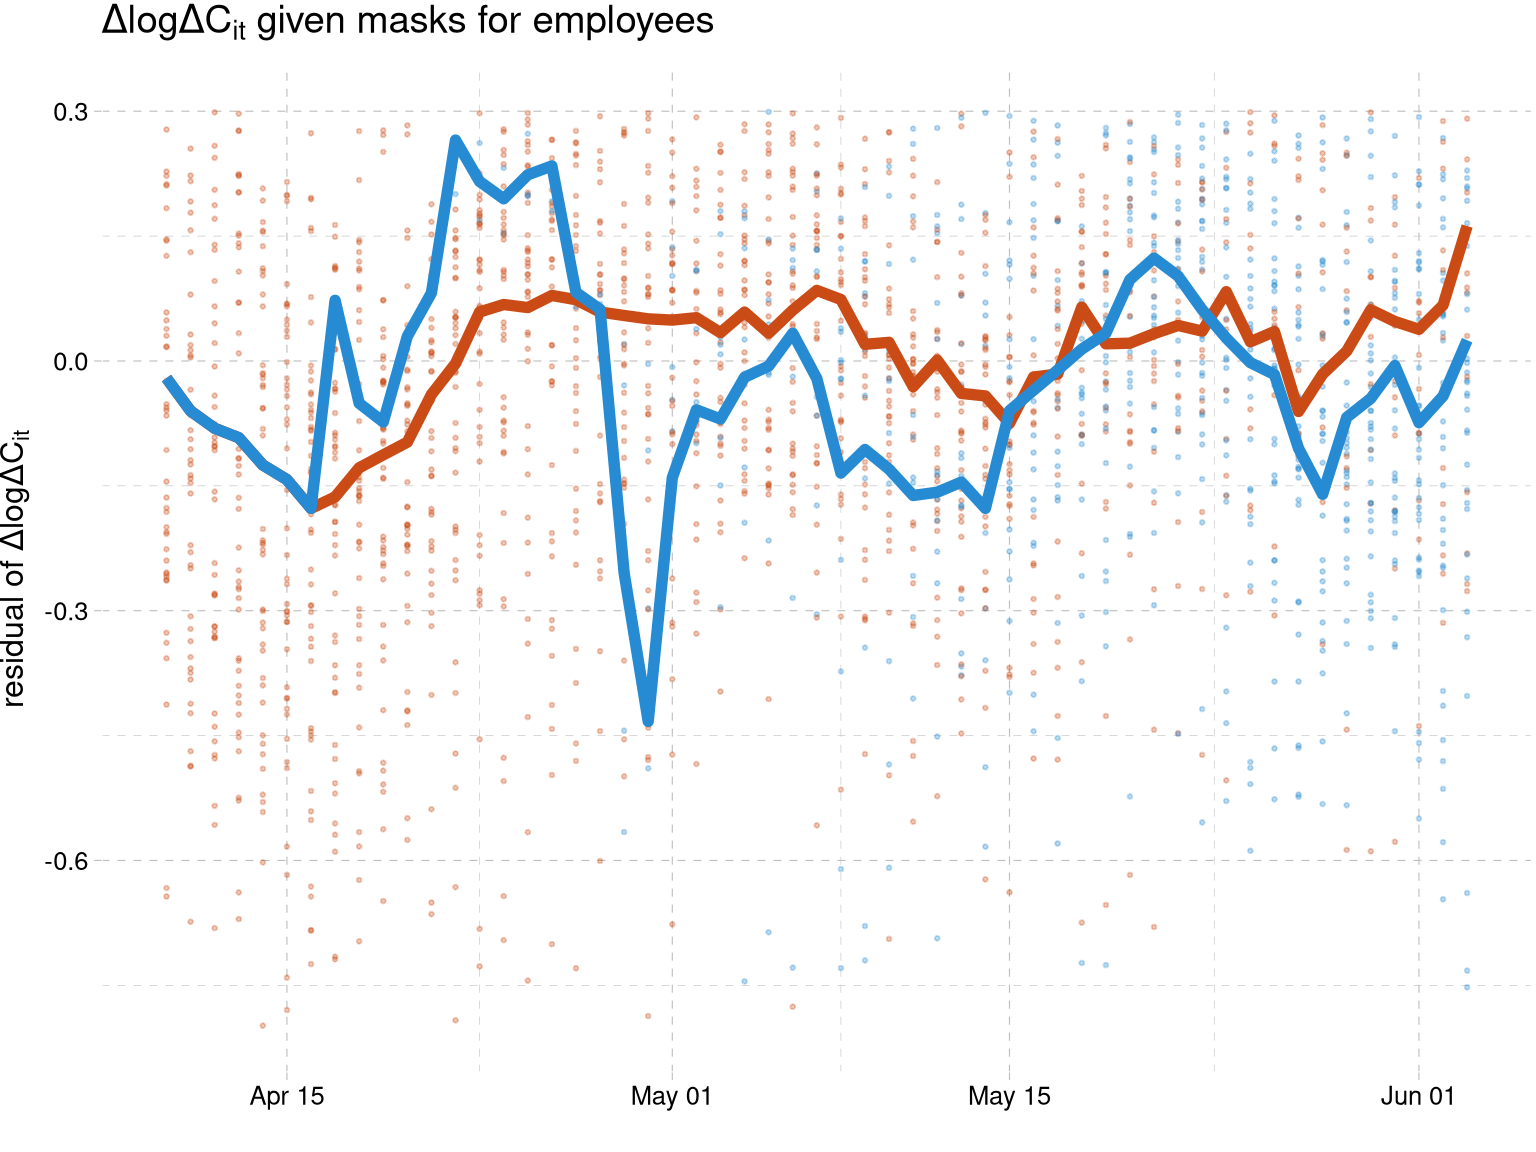 ΔlogΔCit given masks for employees
0.3
0.0
-0.3
-0.6
residual of ΔlogΔCit
Apr 15
May 01
May 15
Jun 01